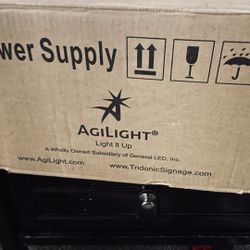 wer Supply
AGILIGHT®
Light It Up
A Wholly Owned Subsidiary of General LED, Inc.
www.AgiLight.com www.TridonicSignage.com